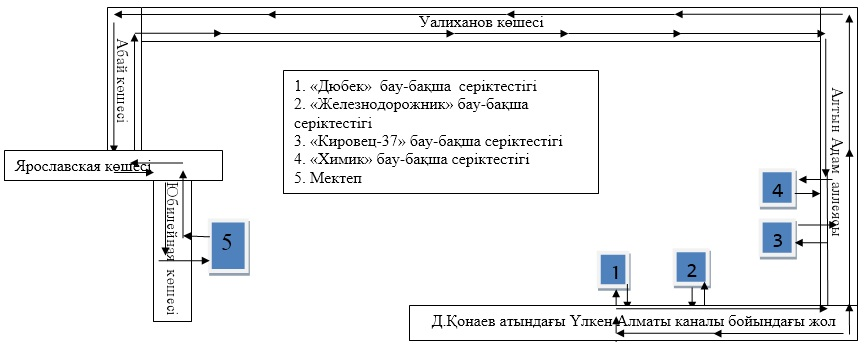 Уалиханов көшесі
Абай көшесі
1. «Дюбек» бау-бақша серіктестігі
2. «Железнодорожник» бау-бақша
серіктестігі
3. «Кировец-37» бау-бақша серіктестігі
4. «Химик» бау-бақша серіктестігі
5. Мектеп
Алтын Адам аллеясы
Ярославская көшесі
Юбилейная көшесі
4
5
3
1
2
Д.Қонаев атындағы Үлкен Алматы каналы бойындағы жол